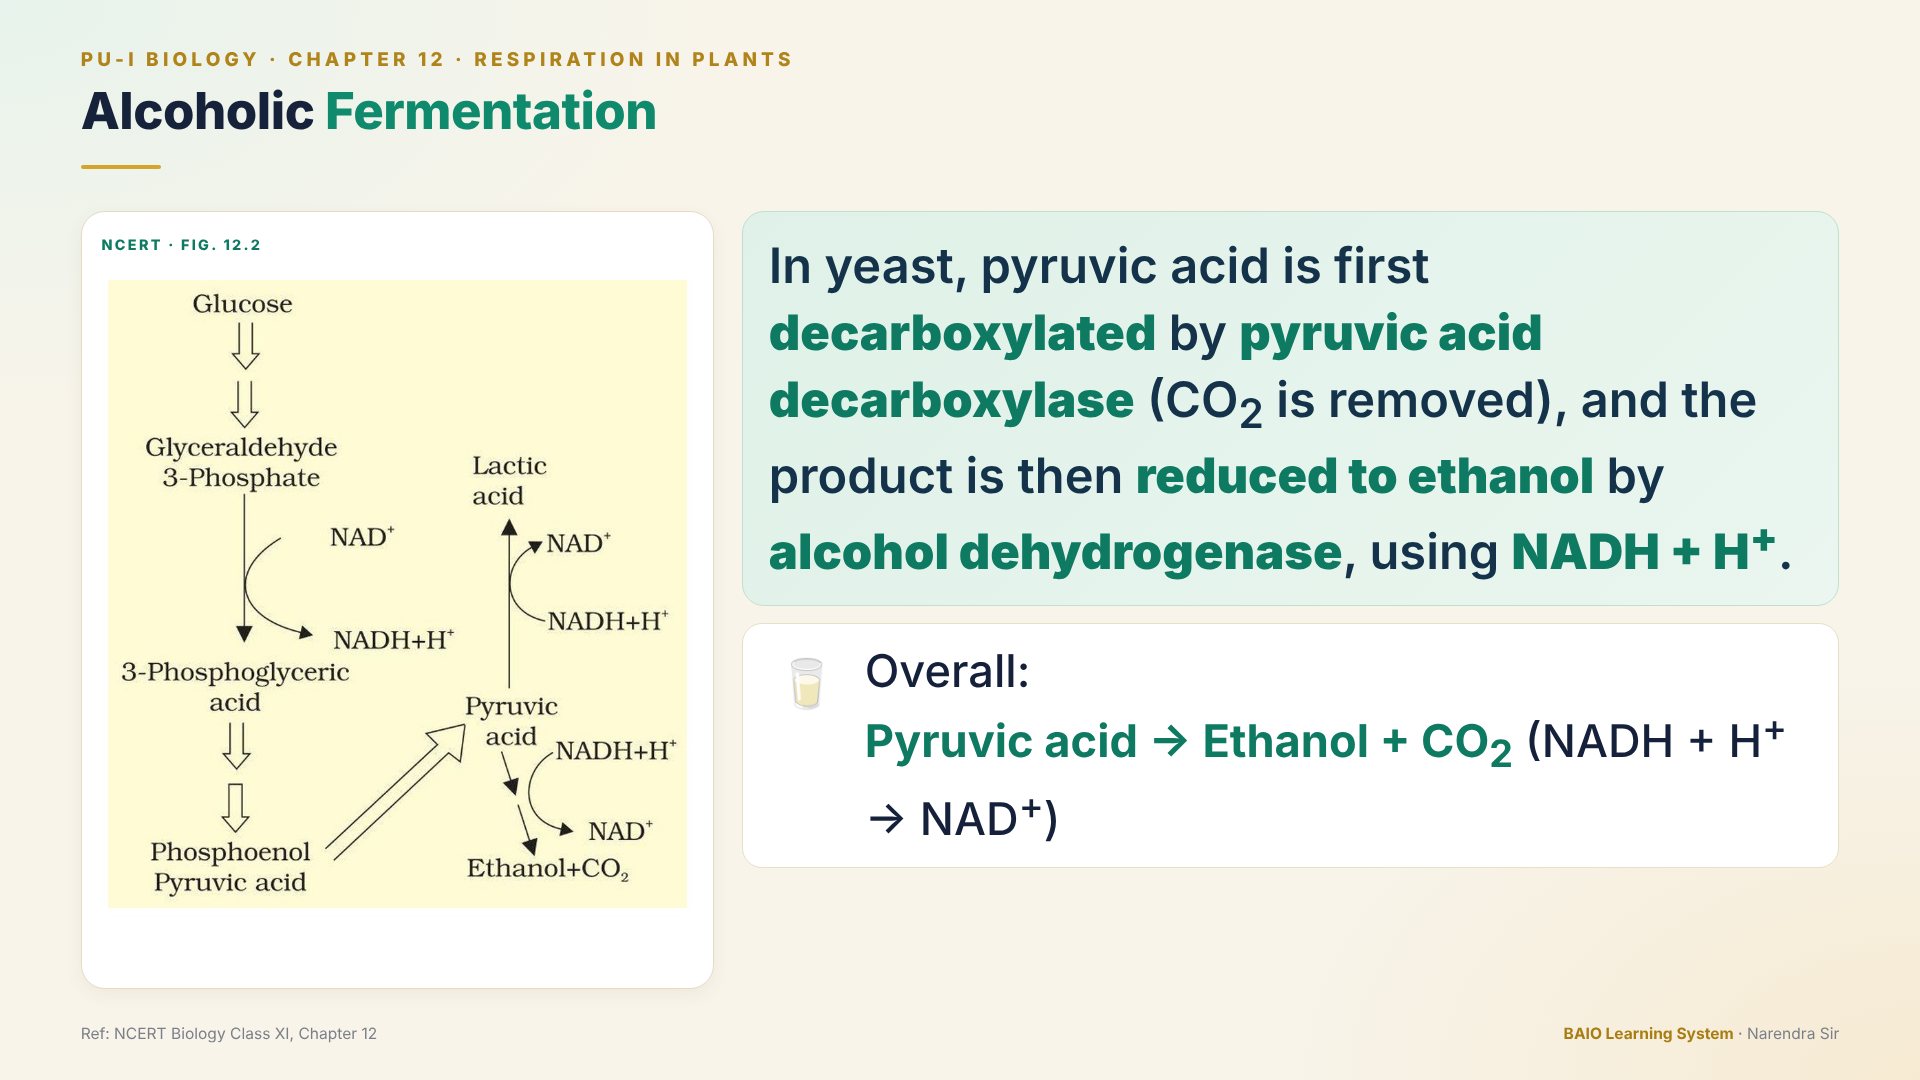 PU-I BIOLOGY · CHAPTER 12 · RESPIRATION IN PLANTS
Alcoholic Fermentation
NCERT · FIG. 12.2
Glucose
Glyceraldehyde
3-Phosphate
NAD⁺
NADH+H⁺
3-Phosphoglyceric
acid
Phosphoenol
Pyruvic acid
Lactic
acid
NAD⁺
NADH+H⁺
Pyruvic
acid
NADH+H⁺
NAD⁺
Ethanol+CO₂
In yeast, pyruvic acid is first
decarboxylated by pyruvic acid
decarboxylase (CO₂ is removed), and the
product is then reduced to ethanol by
alcohol dehydrogenase, using NADH + H⁺.
Overall:
Pyruvic acid → Ethanol + CO₂ (NADH + H⁺
→ NAD⁺)
Ref: NCERT Biology Class XI, Chapter 12
BAIO Learning System · Narendra Sir